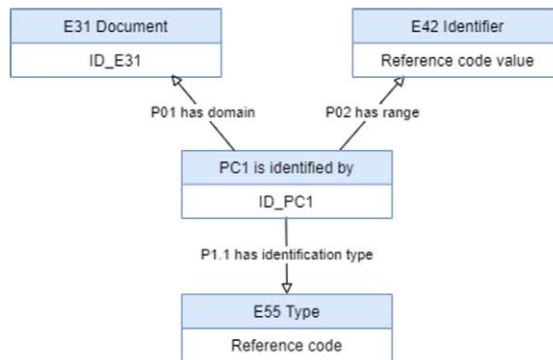 E31 Document
ID_E31
E42 Identifier
Reference code value
P01 has domain
P02 has range
PC1 is identified by
ID_PC1
P1.1 has identification type
E55 Type
Reference code